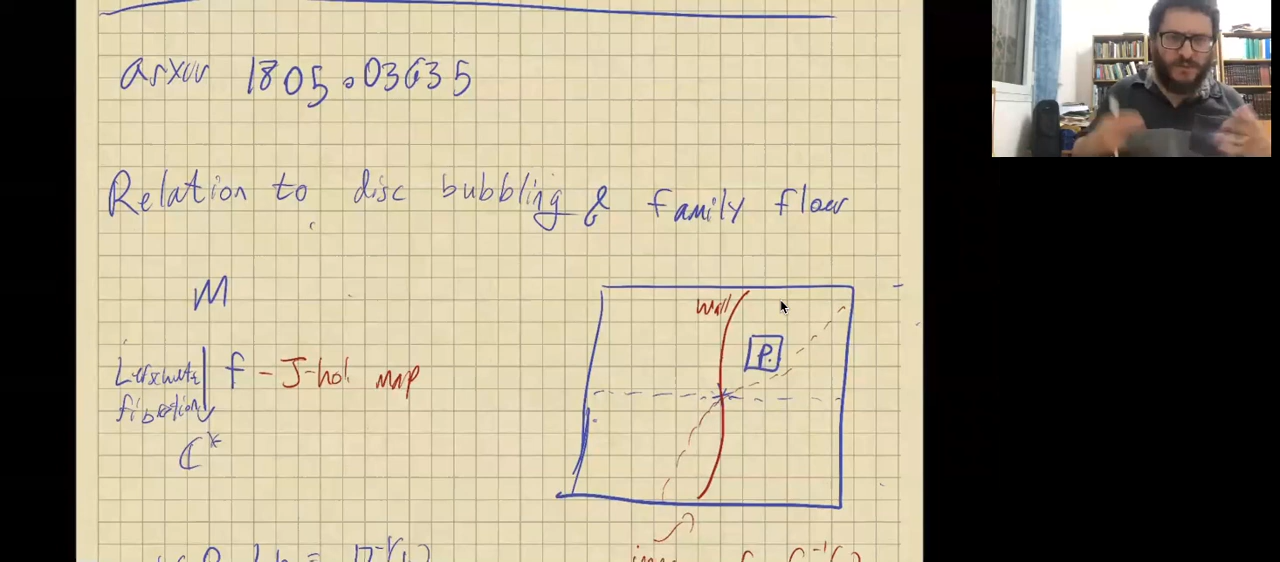 arxiv 1805.03635
Relation to disc bubbling & family floer
M
wall
P
Lefschetz f - J-hol map
fibration
ℂ*